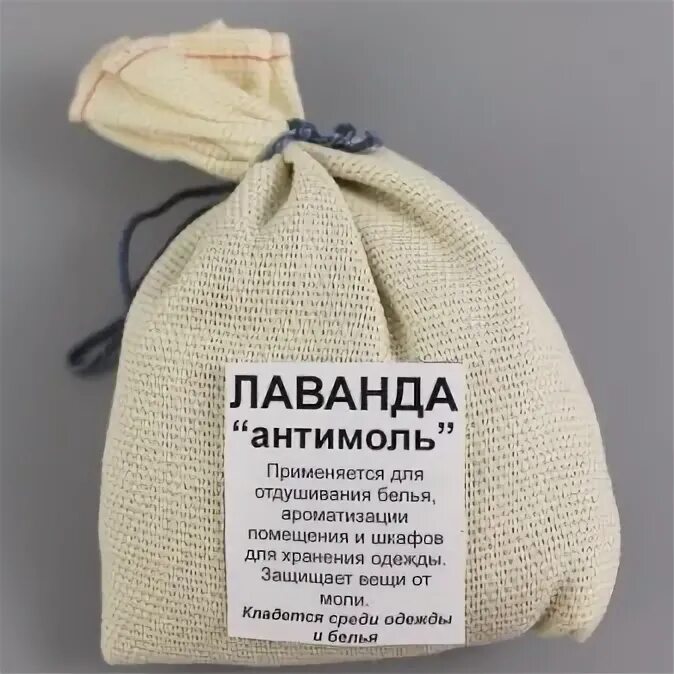 ЛАВАНДА
“антимоль”
Применяется для
отдушивания белья,
ароматизации
помещения и шкафов
для хранения одежды.
Защищает вещи от
моли.
Кладется среди одежды
и белья